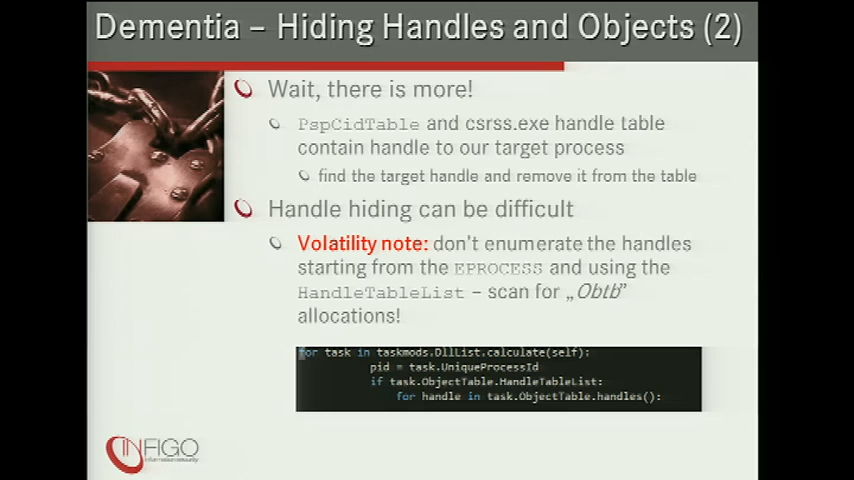 Dementia – Hiding Handles and Objects (2)
Wait, there is more!
PspCidTable and csrss.exe handle table
contain handle to our target process
find the target handle and remove it from the table
Handle hiding can be difficult
Volatility note: don't enumerate the handles
starting from the EPROCESS and using the
HandleTableList – scan for „Obtb"
allocations!
for task in taskmods.DllList.calculate(self):
pid = task.UniqueProcessId
if task.ObjectTable.HandleTableList:
for handle in task.ObjectTable.handles():
INFIGO
information security